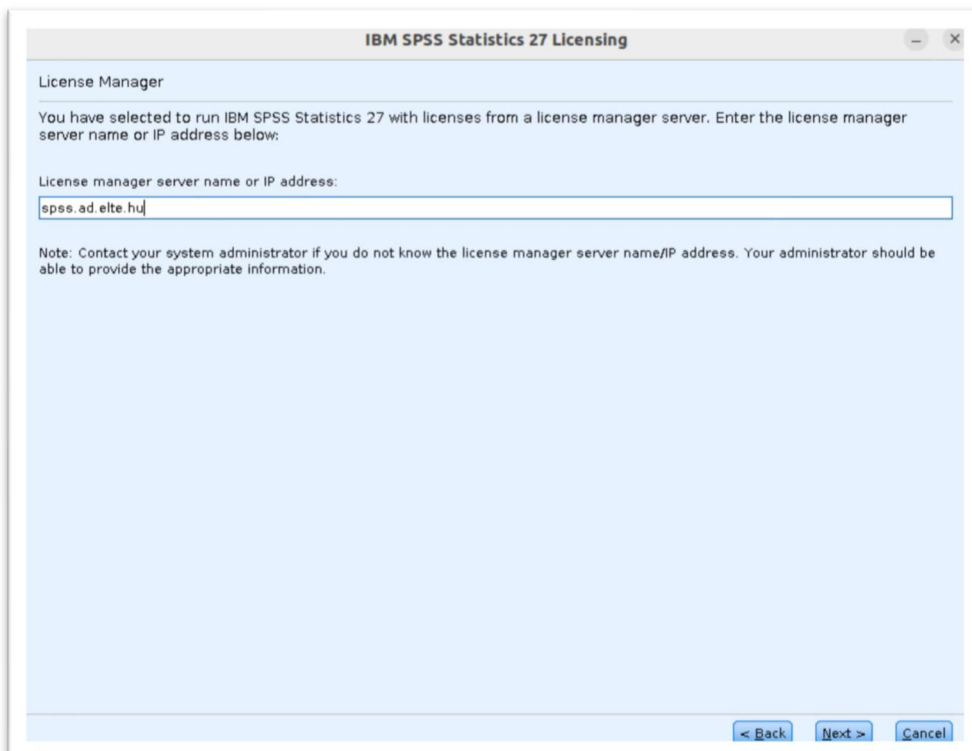 IBM SPSS Statistics 27 Licensing
License Manager
You have selected to run IBM SPSS Statistics 27 with licenses from a license manager server. Enter the license manager
server name or IP address below:
License manager server name or IP address:
spss.ad.elte.hu
Note: Contact your system administrator if you do not know the license manager server name/IP address. Your administrator should be
able to provide the appropriate information.
< Back Next > Cancel